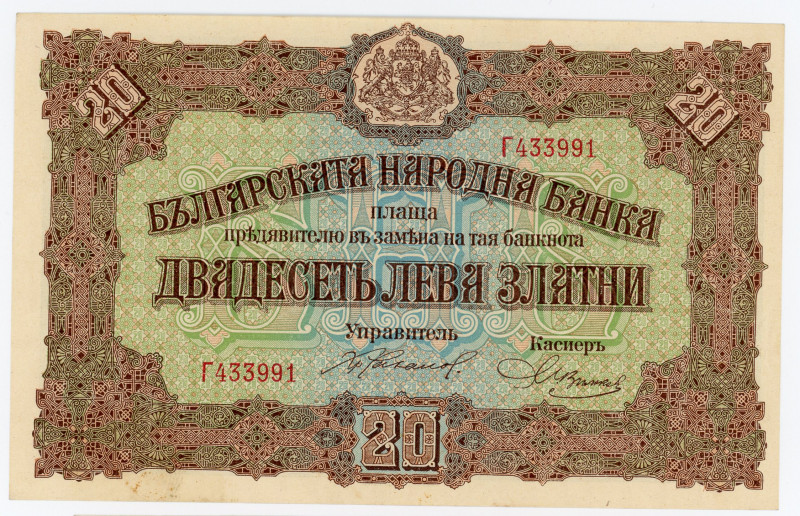 20
20
Г433991
БЪЛГАРСКАТА НАРОДНА БАНКА
плаща
прѣдявителю въ замѣна на тая банкнота
ДВАДЕСЕТЬ ЛЕВА ЗЛАТНИ
Управитель
Касиеръ
Г433991
20